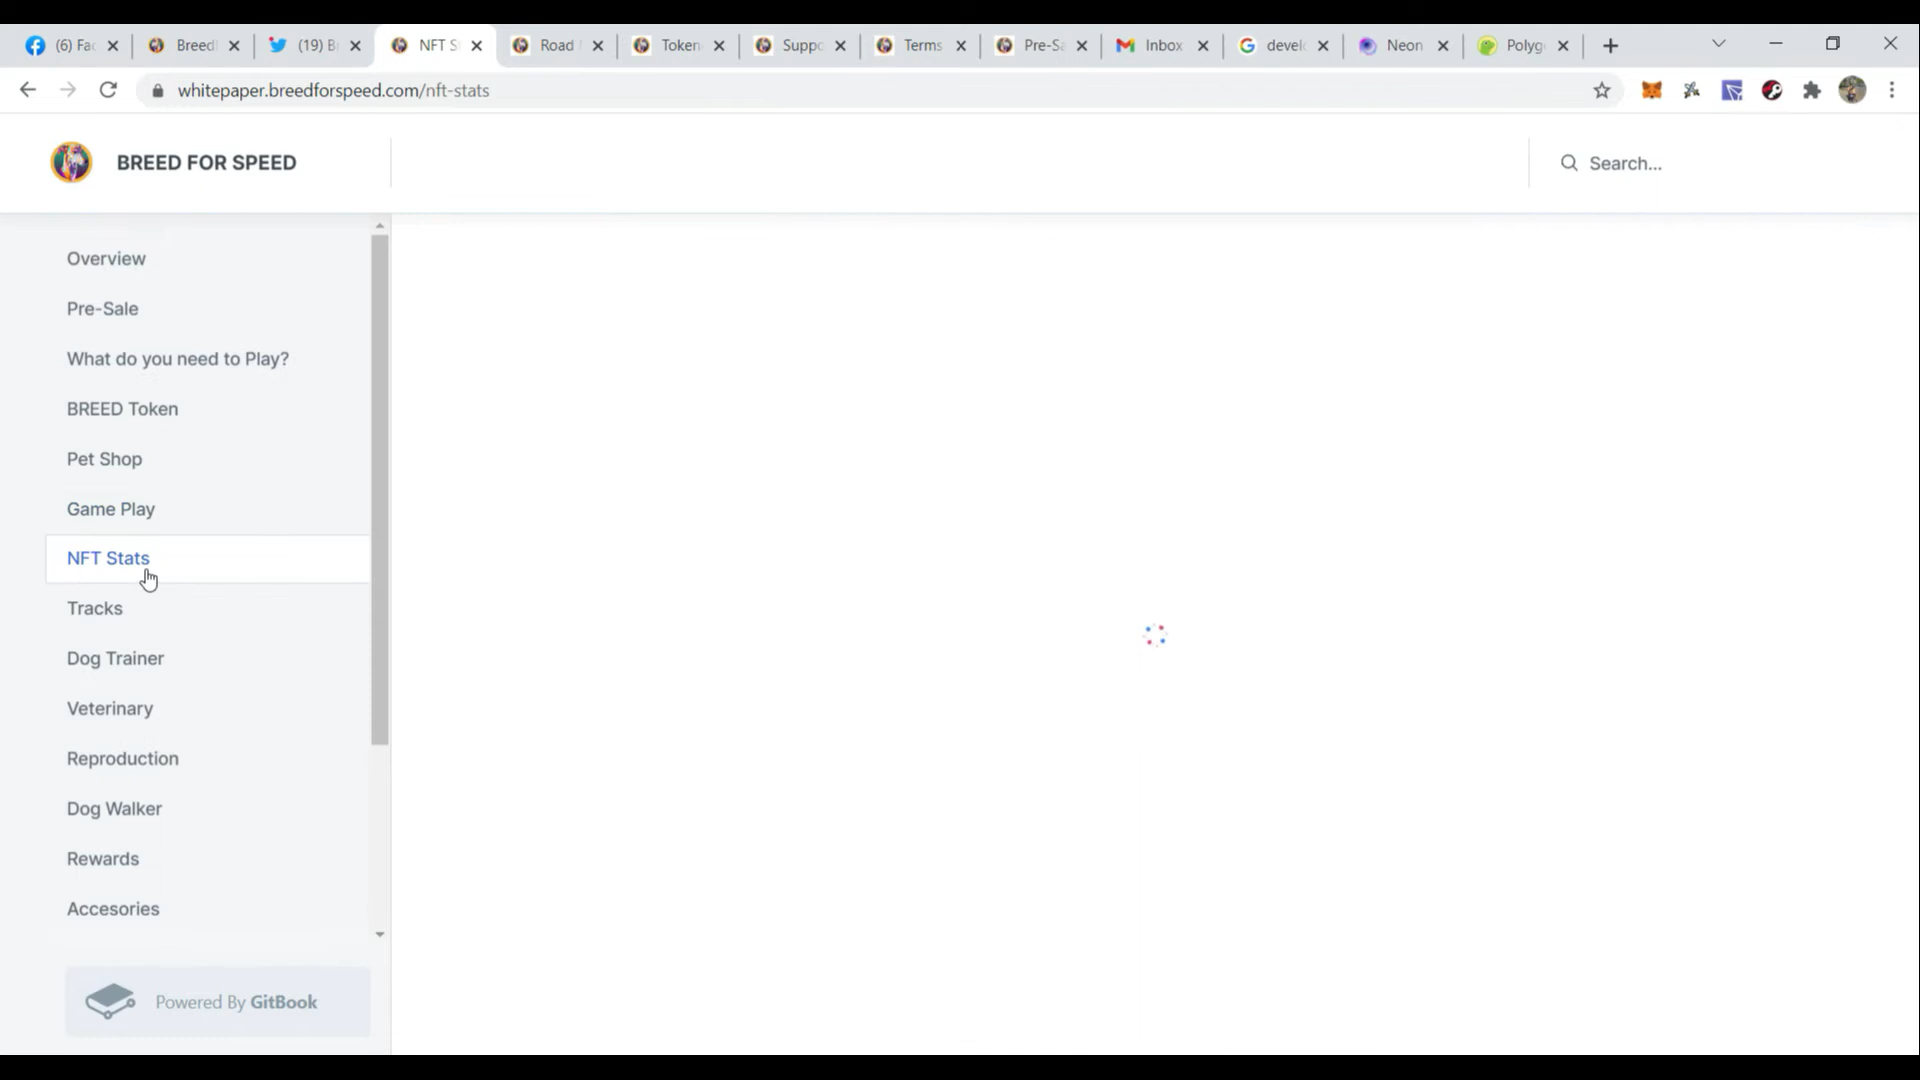 (6) Fac
Breed
(19) B
NFT S
Road
Token
Suppo
Terms
Pre-Sa
Inbox
devel
Neon
Polyg
whitepaper.breedforspeed.com/nft-stats
BREED FOR SPEED
Search...
Overview
Pre-Sale
What do you need to Play?
BREED Token
Pet Shop
Game Play
NFT Stats
Tracks
Dog Trainer
Veterinary
Reproduction
Dog Walker
Rewards
Accesories
Powered By GitBook